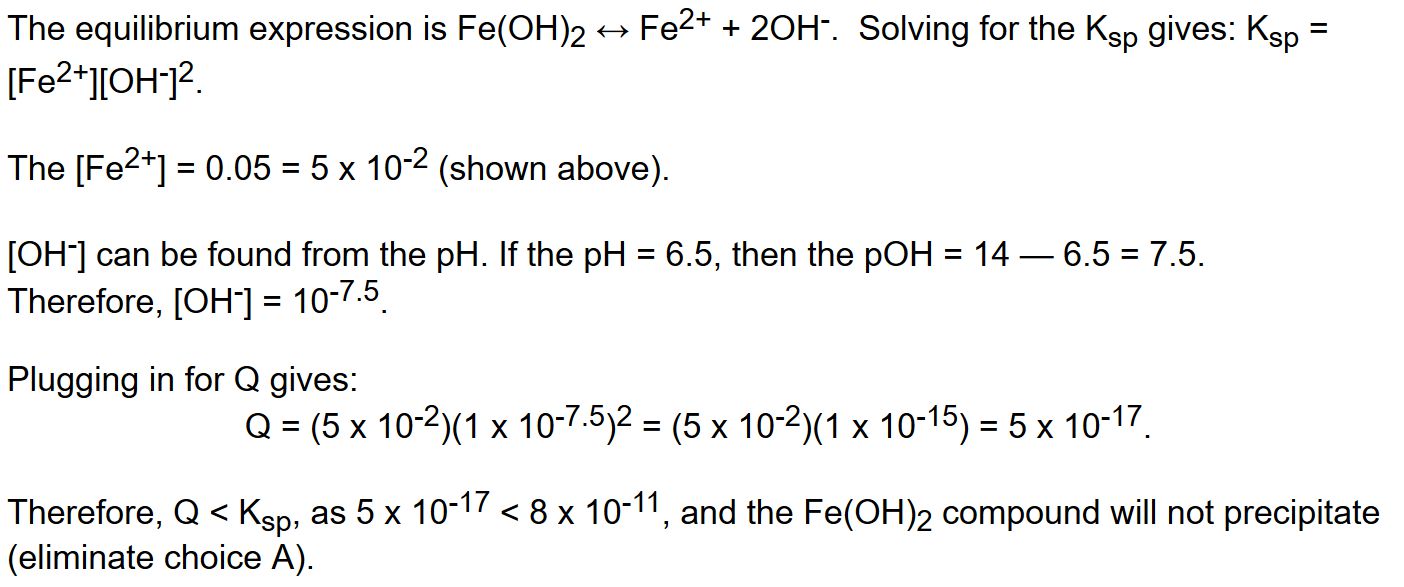 The equilibrium expression is Fe(OH)₂ ↔ Fe²⁺ + 2OH⁻.  Solving for the Kₛₚ gives: Kₛₚ =
[Fe²⁺][OH⁻]².
The [Fe²⁺] = 0.05 = 5 x 10⁻² (shown above).
[OH⁻] can be found from the pH. If the pH = 6.5, then the pOH = 14 — 6.5 = 7.5.
Therefore, [OH⁻] = 10^-7.5.
Plugging in for Q gives:
Q = (5 x 10⁻²)(1 x 10^-7.5)² = (5 x 10⁻²)(1 x 10⁻¹⁵) = 5 x 10⁻¹⁷.
Therefore, Q < Kₛₚ, as 5 x 10⁻¹⁷ < 8 x 10⁻¹¹, and the Fe(OH)₂ compound will not precipitate
(eliminate choice A).